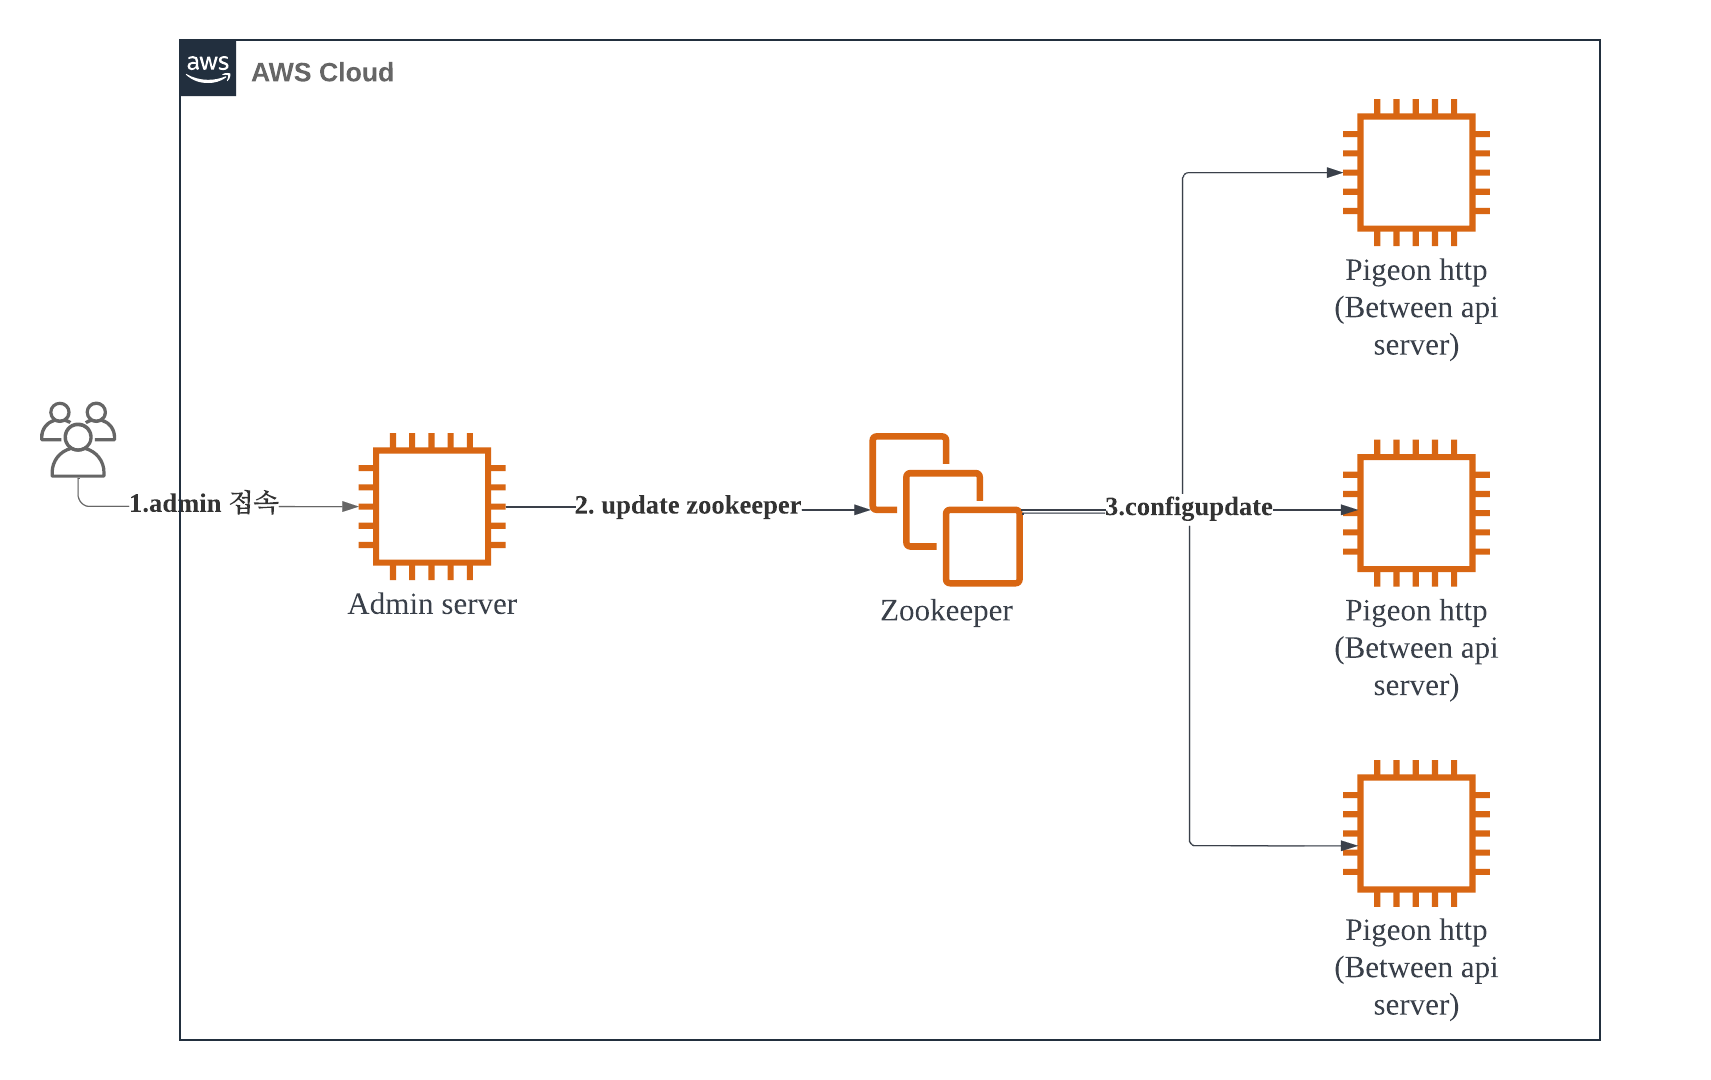 aws
AWS Cloud
Pigeon http
(Between api
server)
1.admin 접속
2. update zookeeper
3.configupdate
Admin server
Zookeeper
Pigeon http
(Between api
server)
Pigeon http
(Between api
server)